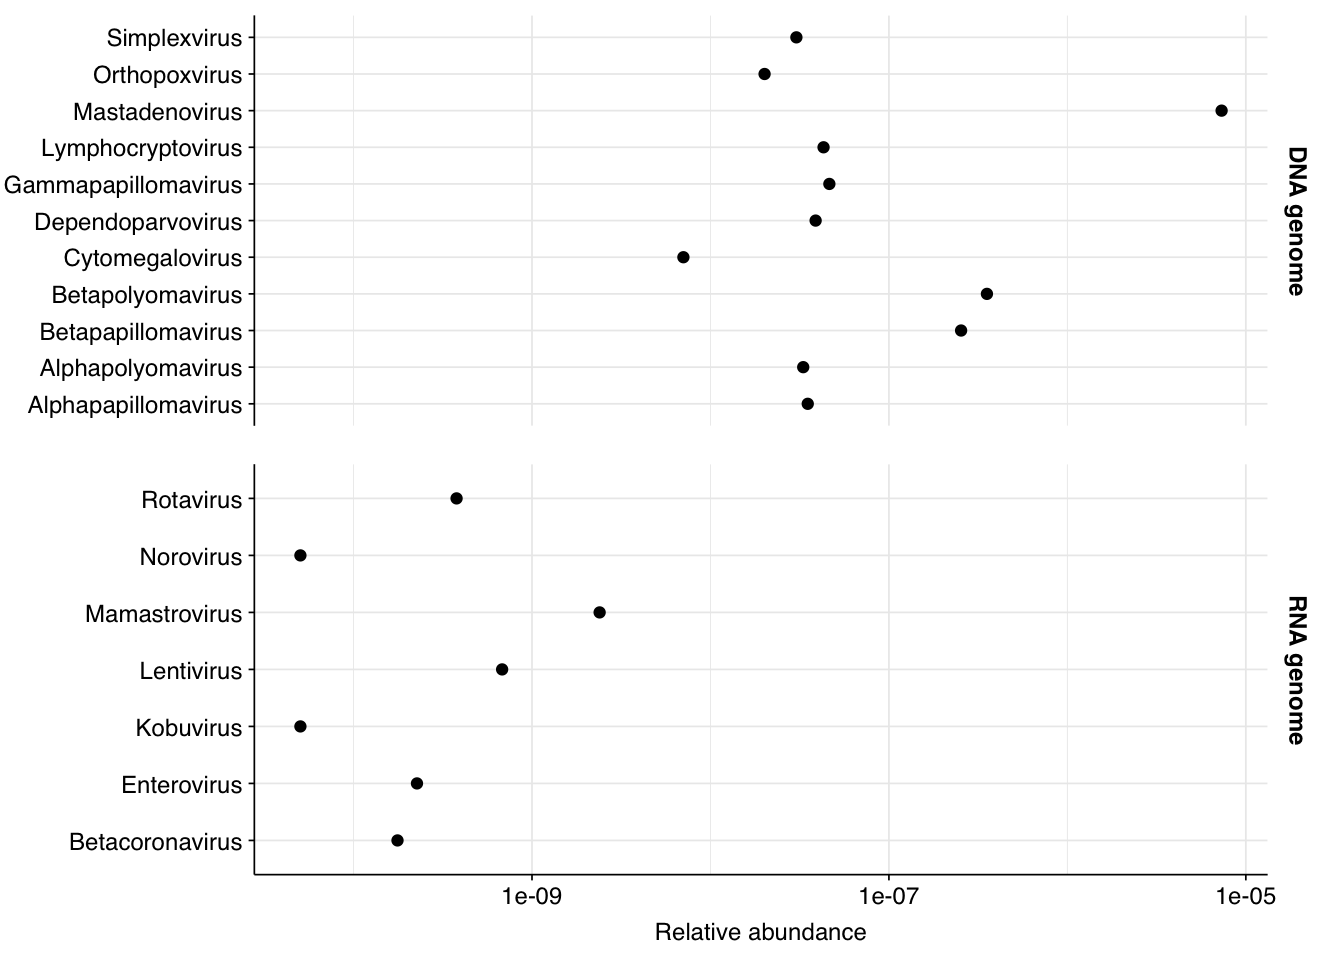 Simplexvirus
Orthopoxvirus
Mastadenovirus
Lymphocryptovirus
Gammapapillomavirus
Dependoparvovirus
Cytomegalovirus
Betapolyomavirus
Betapapillomavirus
Alphapolyomavirus
Alphapapillomavirus
DNA genome
Rotavirus
Norovirus
Mamastrovirus
Lentivirus
Kobuvirus
Enterovirus
Betacoronavirus
RNA genome
1e-09 1e-07 1e-05
Relative abundance